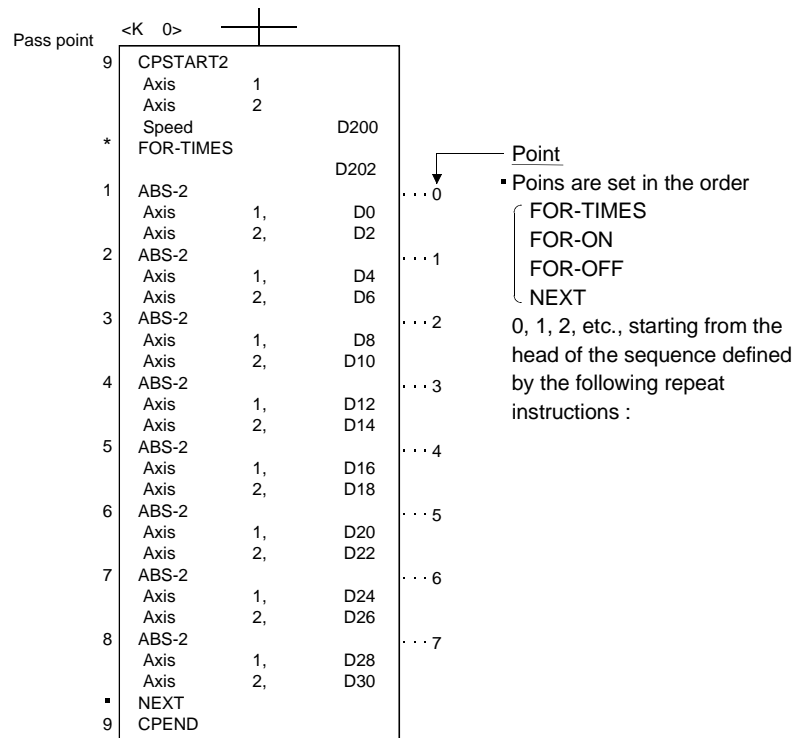 <K 0>
Pass point
9 CPSTART2
Axis 1
Axis 2
Speed D200
* FOR-TIMES
D202
1 ABS-2 ···0
Axis 1, D0
Axis 2, D2
2 ABS-2 ···1
Axis 1, D4
Axis 2, D6
3 ABS-2 ···2
Axis 1, D8
Axis 2, D10
4 ABS-2 ···3
Axis 1, D12
Axis 2, D14
5 ABS-2 ···4
Axis 1, D16
Axis 2, D18
6 ABS-2 ···5
Axis 1, D20
Axis 2, D22
7 ABS-2 ···6
Axis 1, D24
Axis 2, D26
8 ABS-2 ···7
Axis 1, D28
Axis 2, D30
▪ NEXT
9 CPEND
Point
▪ Poins are set in the order
FOR-TIMES
FOR-ON
FOR-OFF
NEXT
0, 1, 2, etc., starting from the
head of the sequence defined
by the following repeat
instructions :